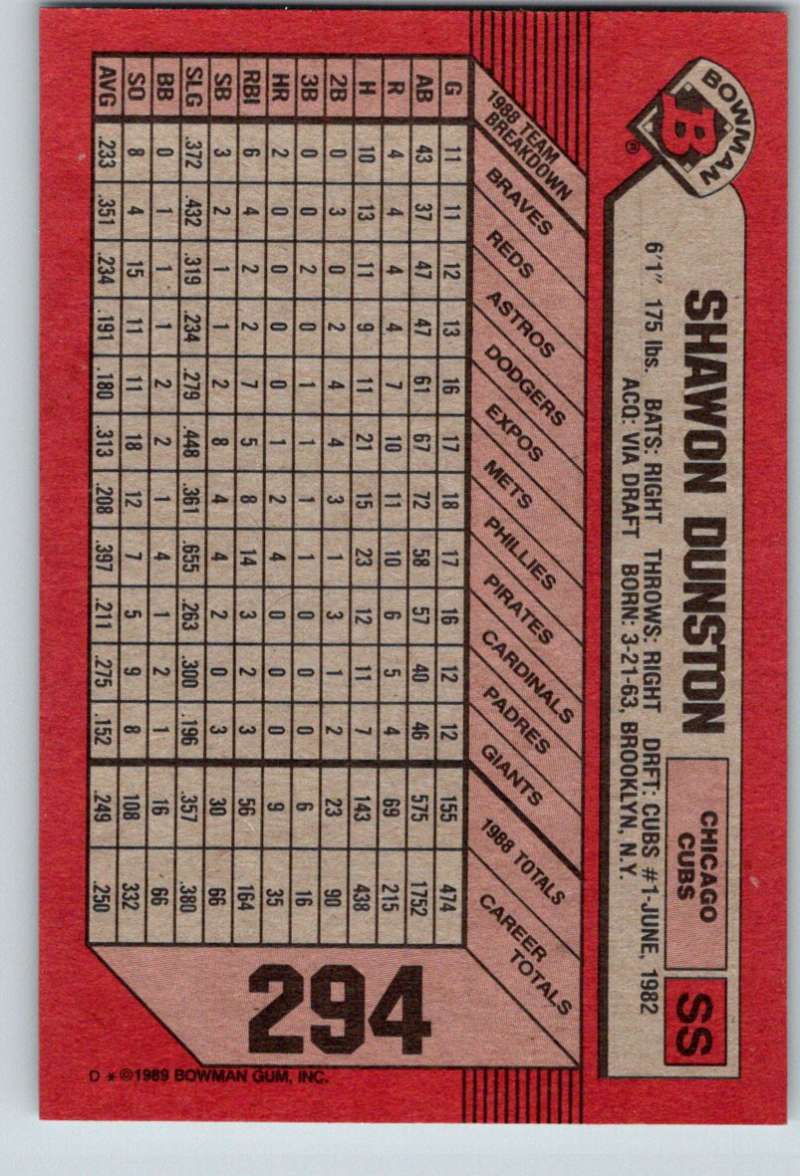 BOWMAN
B®
SHAWON DUNSTON
CHICAGO
CUBS
SS
6'1" 175 lbs. BATS: RIGHT THROWS: RIGHT DRFT: CUBS #1-JUNE, 1982
ACQ: VIA DRAFT BORN: 3-21-63, BROOKLYN, N.Y.
1988 TEAM BREAKDOWN BRAVES REDS ASTROS DODGERS EXPOS METS PHILLIES PIRATES CARDINALS PADRES GIANTS 1988 TOTALS CAREER TOTALS
G 11 11 12 13 16 17 18 17 16 12 12 155 474
AB 43 37 47 47 61 67 72 58 57 40 46 575 1752
R 4 4 4 4 7 10 11 10 6 5 4 69 215
H 10 13 11 9 11 21 15 23 12 11 7 143 438
2B 0 3 0 2 4 4 3 1 3 1 2 23 90
3B 0 0 2 0 1 1 1 1 0 0 0 6 16
HR 2 0 0 0 0 1 2 4 0 0 0 9 35
RBI 6 4 2 2 7 5 8 14 3 2 3 56 164
SB 3 2 1 1 2 8 4 4 2 0 3 30 66
SLG .372 .432 .319 .234 .279 .448 .361 .655 .263 .300 .196 .357 .380
BB 0 1 1 1 2 2 1 4 1 2 1 16 66
SO 8 4 15 11 11 18 12 7 5 9 8 108 332
AVG .233 .351 .234 .191 .180 .313 .208 .397 .211 .275 .152 .249 .250
294
D * ©1989 BOWMAN GUM, INC.